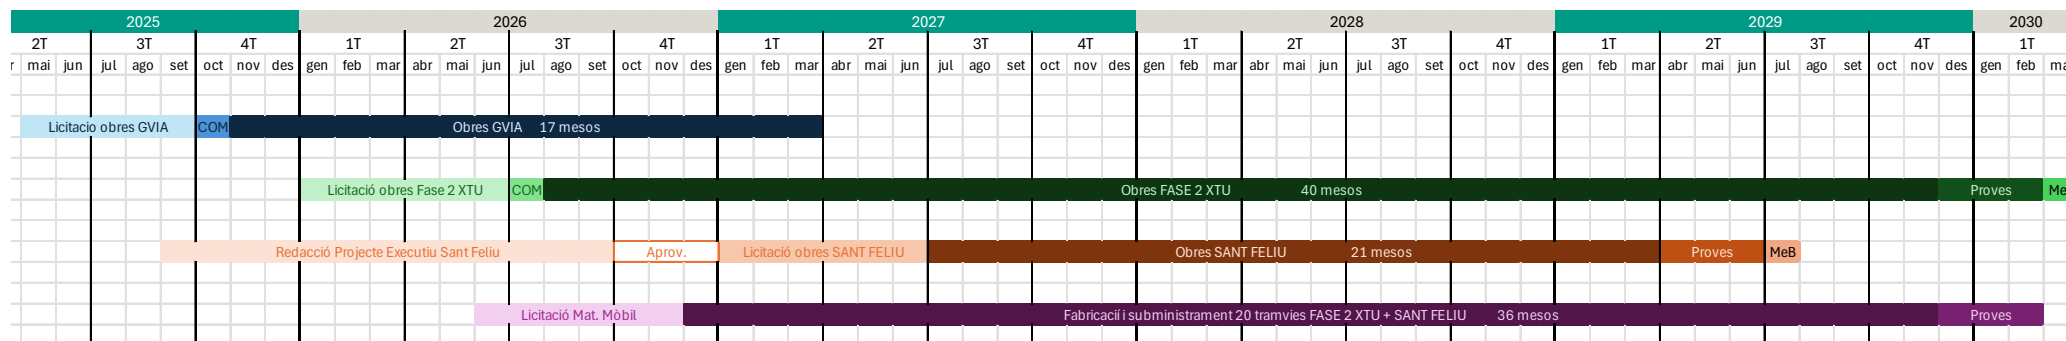 2025 2026 2027 2028 2029 2030
2T 3T 4T 1T 2T 3T 4T 1T 2T 3T 4T 1T 2T 3T 4T 1T 2T 3T 4T 1T
r mai jun jul ago set oct nov des gen feb mar abr mai jun jul ago set oct nov des gen feb mar abr mai jun jul ago set oct nov des gen feb mar abr mai jun jul ago set oct nov des gen feb mar abr mai jun jul ago set oct nov des gen feb ma
Licitacio obres GVIA COM Obres GVIA 17 mesos
Licitació obres Fase 2 XTU COM Obres FASE 2 XTU 40 mesos Proves Me
Redacció Projecte Executiu Sant Feliu Aprov. Licitació obres SANT FELIU Obres SANT FELIU 21 mesos Proves MeB
Licitació Mat. Mòbil Fabricacií i subministrament 20 tramvies FASE 2 XTU + SANT FELIU 36 mesos Proves